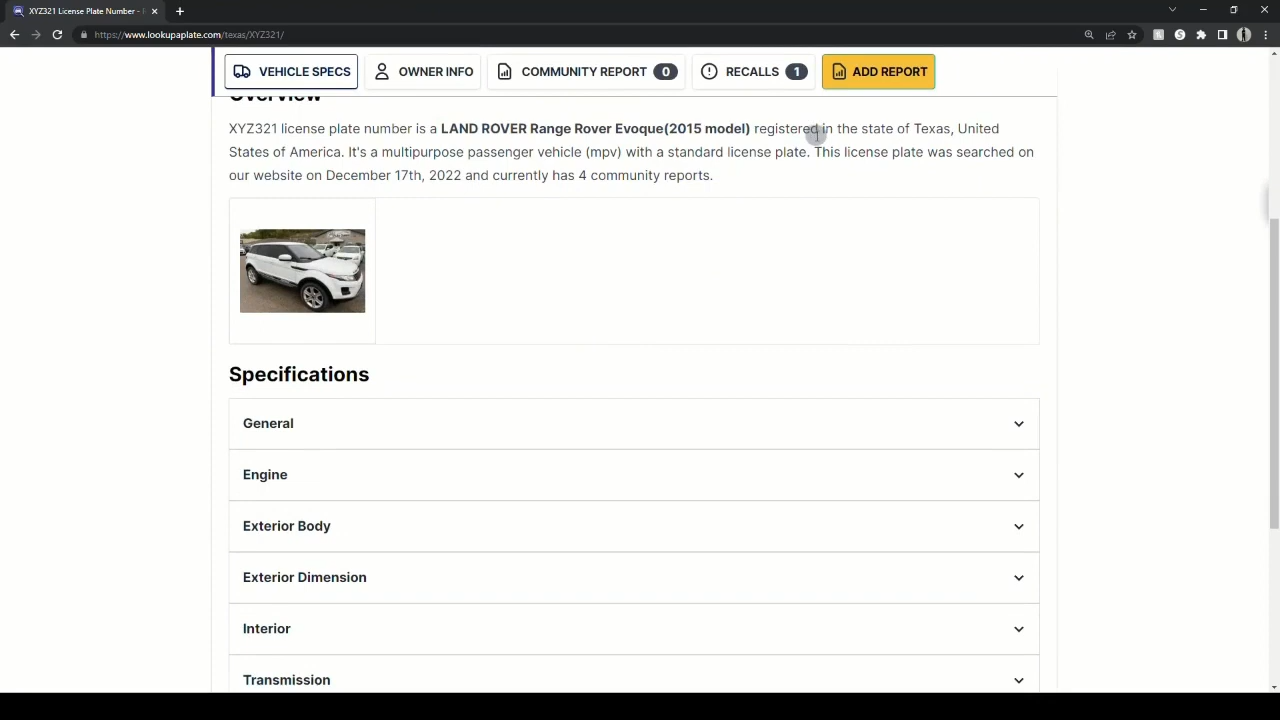 XYZ321 License Plate Number -
https://www.lookupaplate.com/texas/XYZ321/
VEHICLE SPECS
OWNER INFO
COMMUNITY REPORT 0
RECALLS 1
ADD REPORT
Overview
XYZ321 license plate number is a LAND ROVER Range Rover Evoque(2015 model) registered in the state of Texas, United
States of America. It's a multipurpose passenger vehicle (mpv) with a standard license plate. This license plate was searched on
our website on December 17th, 2022 and currently has 4 community reports.
Specifications
General
Engine
Exterior Body
Exterior Dimension
Interior
Transmission